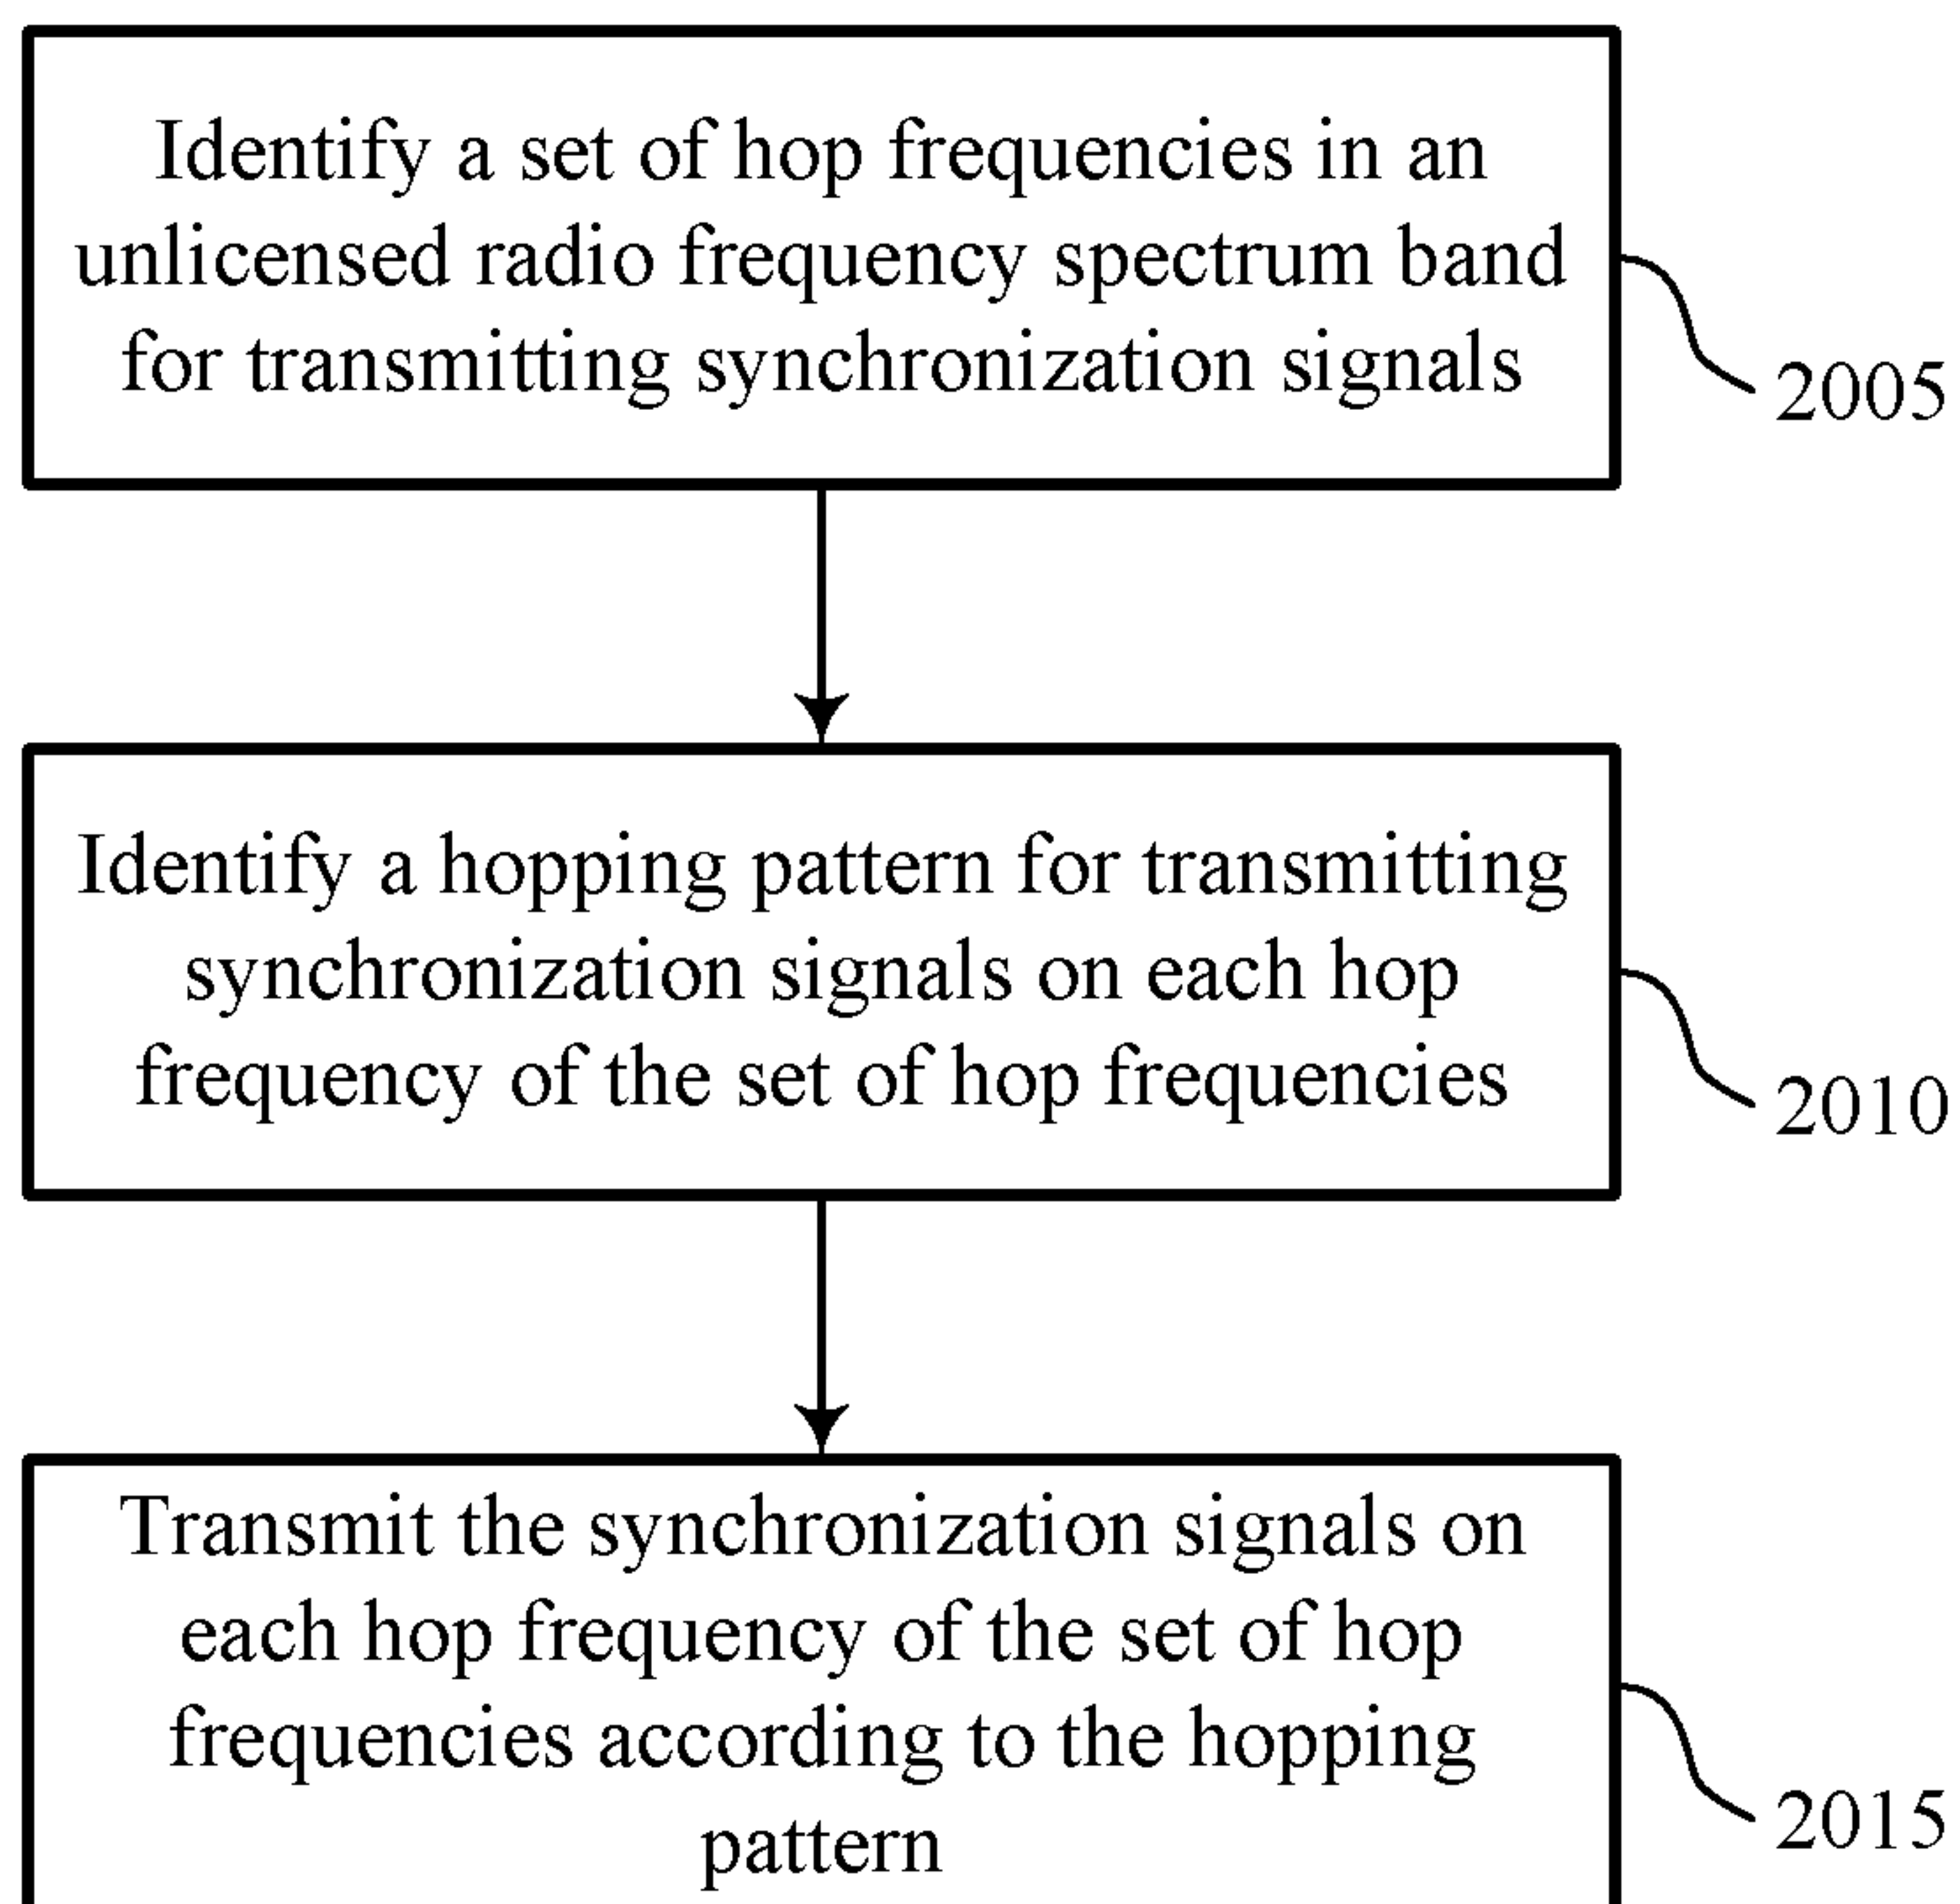 Identify a set of hop frequencies in an
unlicensed radio frequency spectrum band
for transmitting synchronization signals
2005
Identify a hopping pattern for transmitting
synchronization signals on each hop
frequency of the set of hop frequencies
2010
Transmit the synchronization signals on
each hop frequency of the set of hop
frequencies according to the hopping
pattern
2015